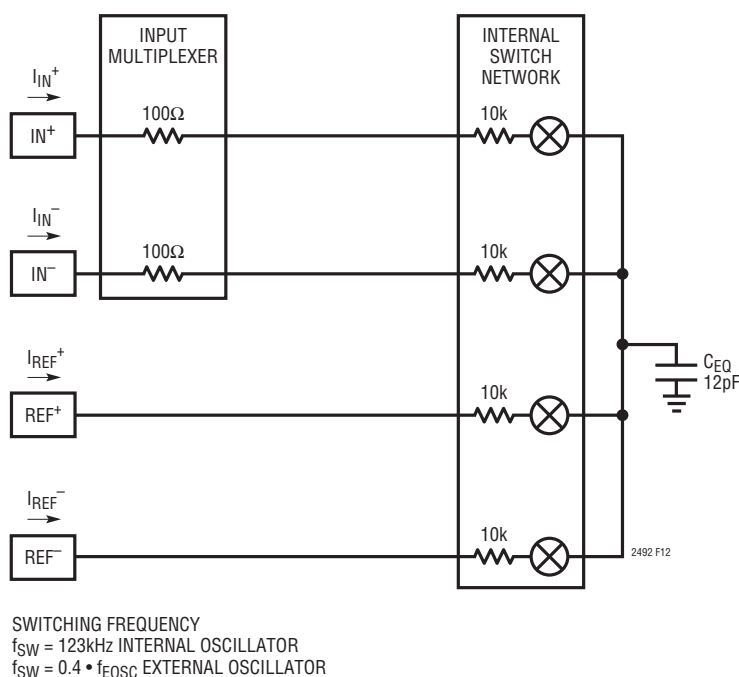 INPUT
MULTIPLEXER
INTERNAL
SWITCH
NETWORK
I_IN⁺
IN⁺
100Ω
10k
I_IN⁻
IN⁻
100Ω
10k
C_EQ
12pF
I_REF⁺
REF⁺
10k
I_REF⁻
REF⁻
10k
2492 F12
SWITCHING FREQUENCY
f_SW = 123kHz INTERNAL OSCILLATOR
f_SW = 0.4 • f_EOSC EXTERNAL OSCILLATOR